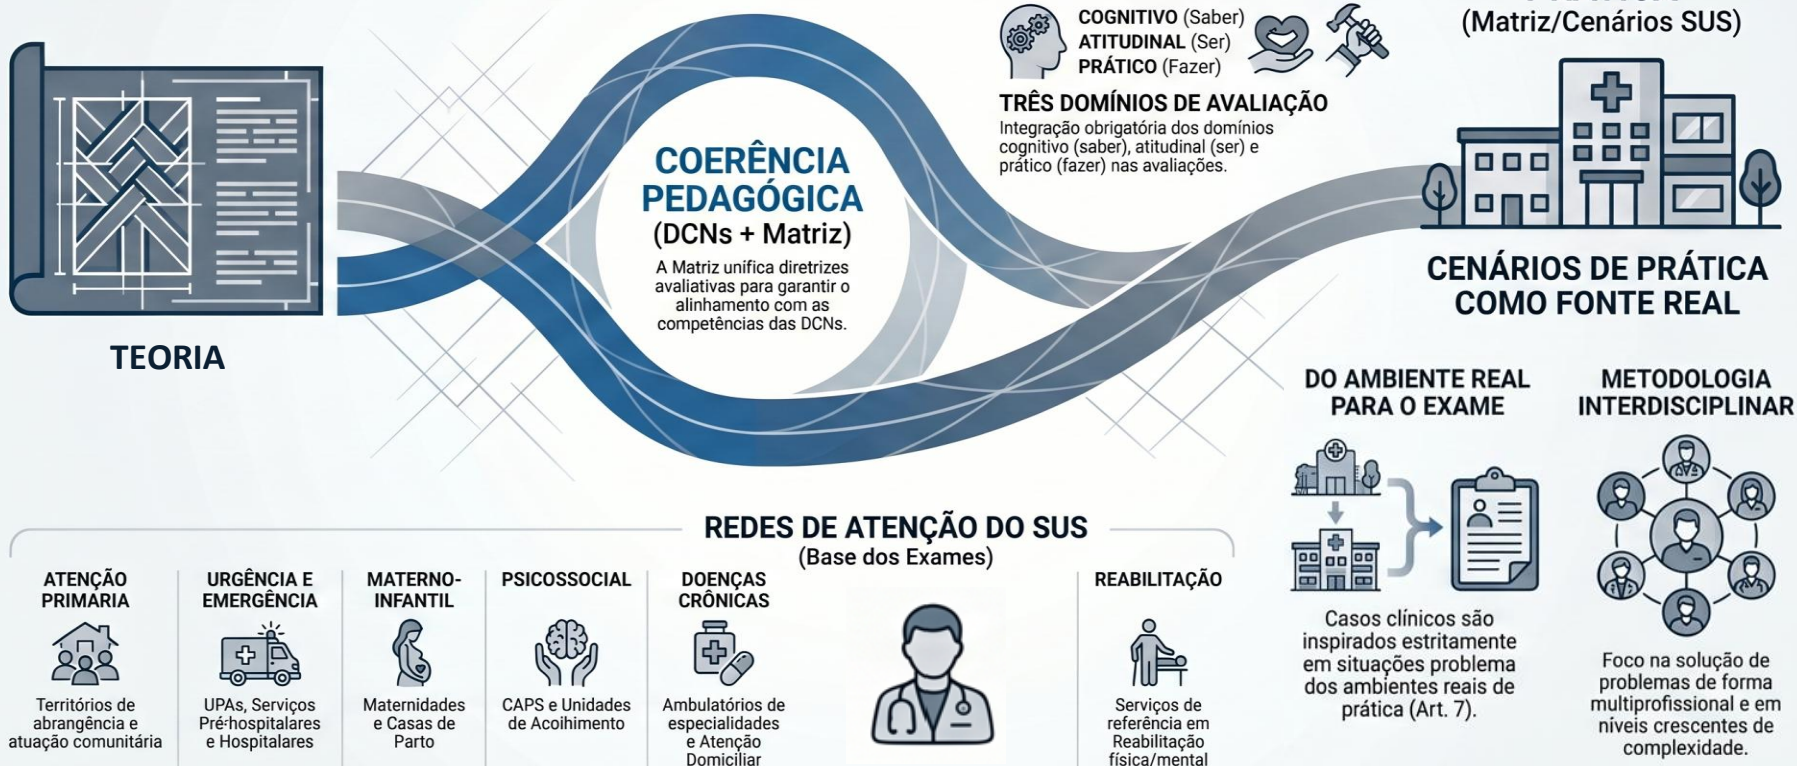 COGNITIVO (Saber)
ATITUDINAL (Ser)
PRÁTICO (Fazer)
TRÊS DOMÍNIOS DE AVALIAÇÃO
Integração obrigatória dos domínios
cognitivo (saber), atitudinal (ser) e
prático (fazer) nas avaliações.
(Matriz/Cenários SUS)
TEORIA
COERÊNCIA
PEDAGÓGICA
(DCNs + Matriz)
A Matriz unifica diretrizes
avaliativas para garantir o
alinhamento com as
competências das DCNs.
CENÁRIOS DE PRÁTICA
COMO FONTE REAL
DO AMBIENTE REAL
PARA O EXAME
Casos clínicos são
inspirados estritamente
em situações problema
dos ambientes reais de
prática (Art. 7).
METODOLOGIA
INTERDISCIPLINAR
Foco na solução de
problemas de forma
multiprofissional e em
níveis crescentes de
complexidade.
REDES DE ATENÇÃO DO SUS
(Base dos Exames)
ATENÇÃO
PRIMARIA
Territórios de
abrangência e
atuação comunitária
URGÊNCIA E
EMERGÊNCIA
UPAs, Serviços
Pré-hospitalares
e Hospitalares
MATERNO-
INFANTIL
Maternidades
e Casas de
Parto
PSICOSSOCIAL
CAPS e Unidades
de Acolhimento
DOENÇAS
CRÔNICAS
Ambulatórios de
especialidades
e Atenção
Domiciliar
REABILITAÇÃO
Serviços de
referência em
Reabilitação
física/mental